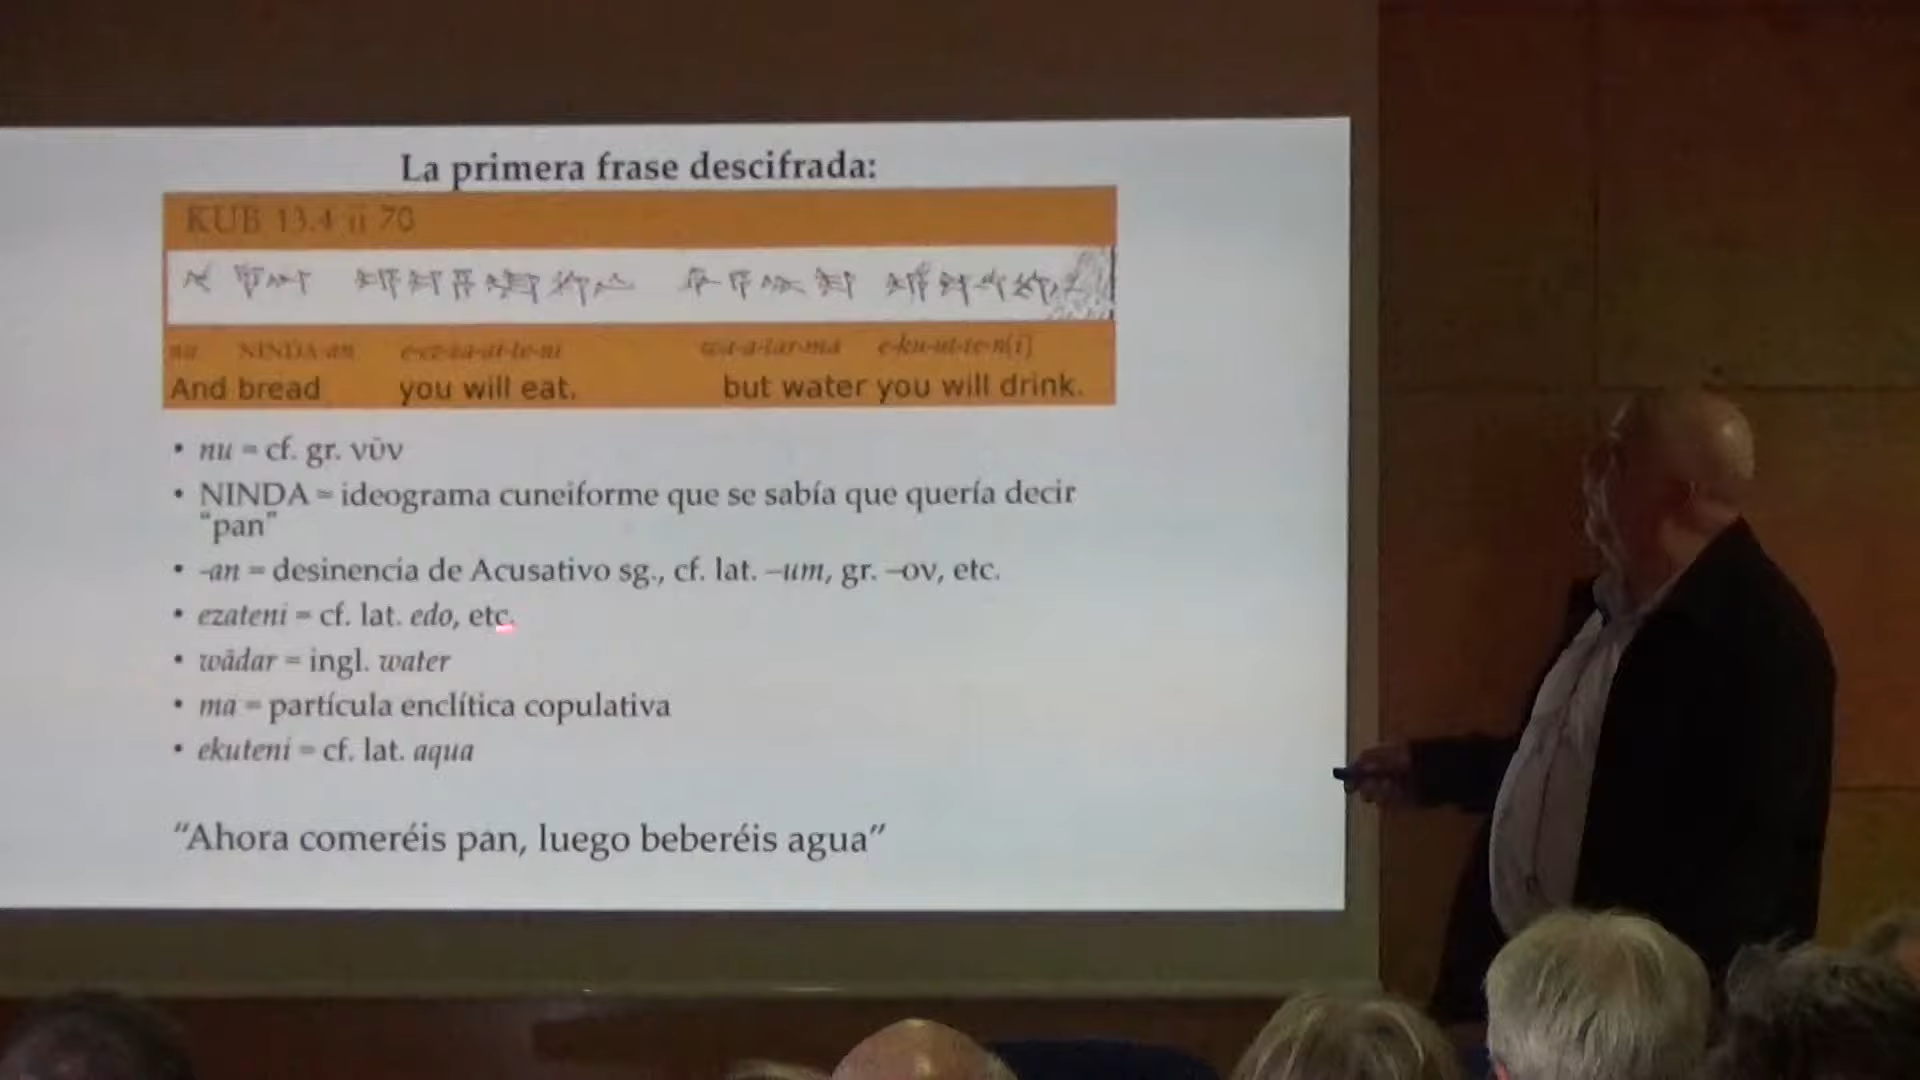 La primera frase descifrada:
KUB 13.4 ii 70
nu NINDA-an e-ez-za-at-te-ni wa-a-tar-ma e-ku-ut-te-n[i]
And bread you will eat. but water you will drink.
• nu = cf. gr. νῦν
• NINDA = ideograma cuneiforme que se sabía que quería decir
“pan”
• -an = desinencia de Acusativo sg., cf. lat. –um, gr. –ον, etc.
• ezateni = cf. lat. edo, etc.
• wādar = ingl. water
• ma = partícula enclítica copulativa
• ekuteni = cf. lat. aqua
“Ahora comeréis pan, luego beberéis agua”